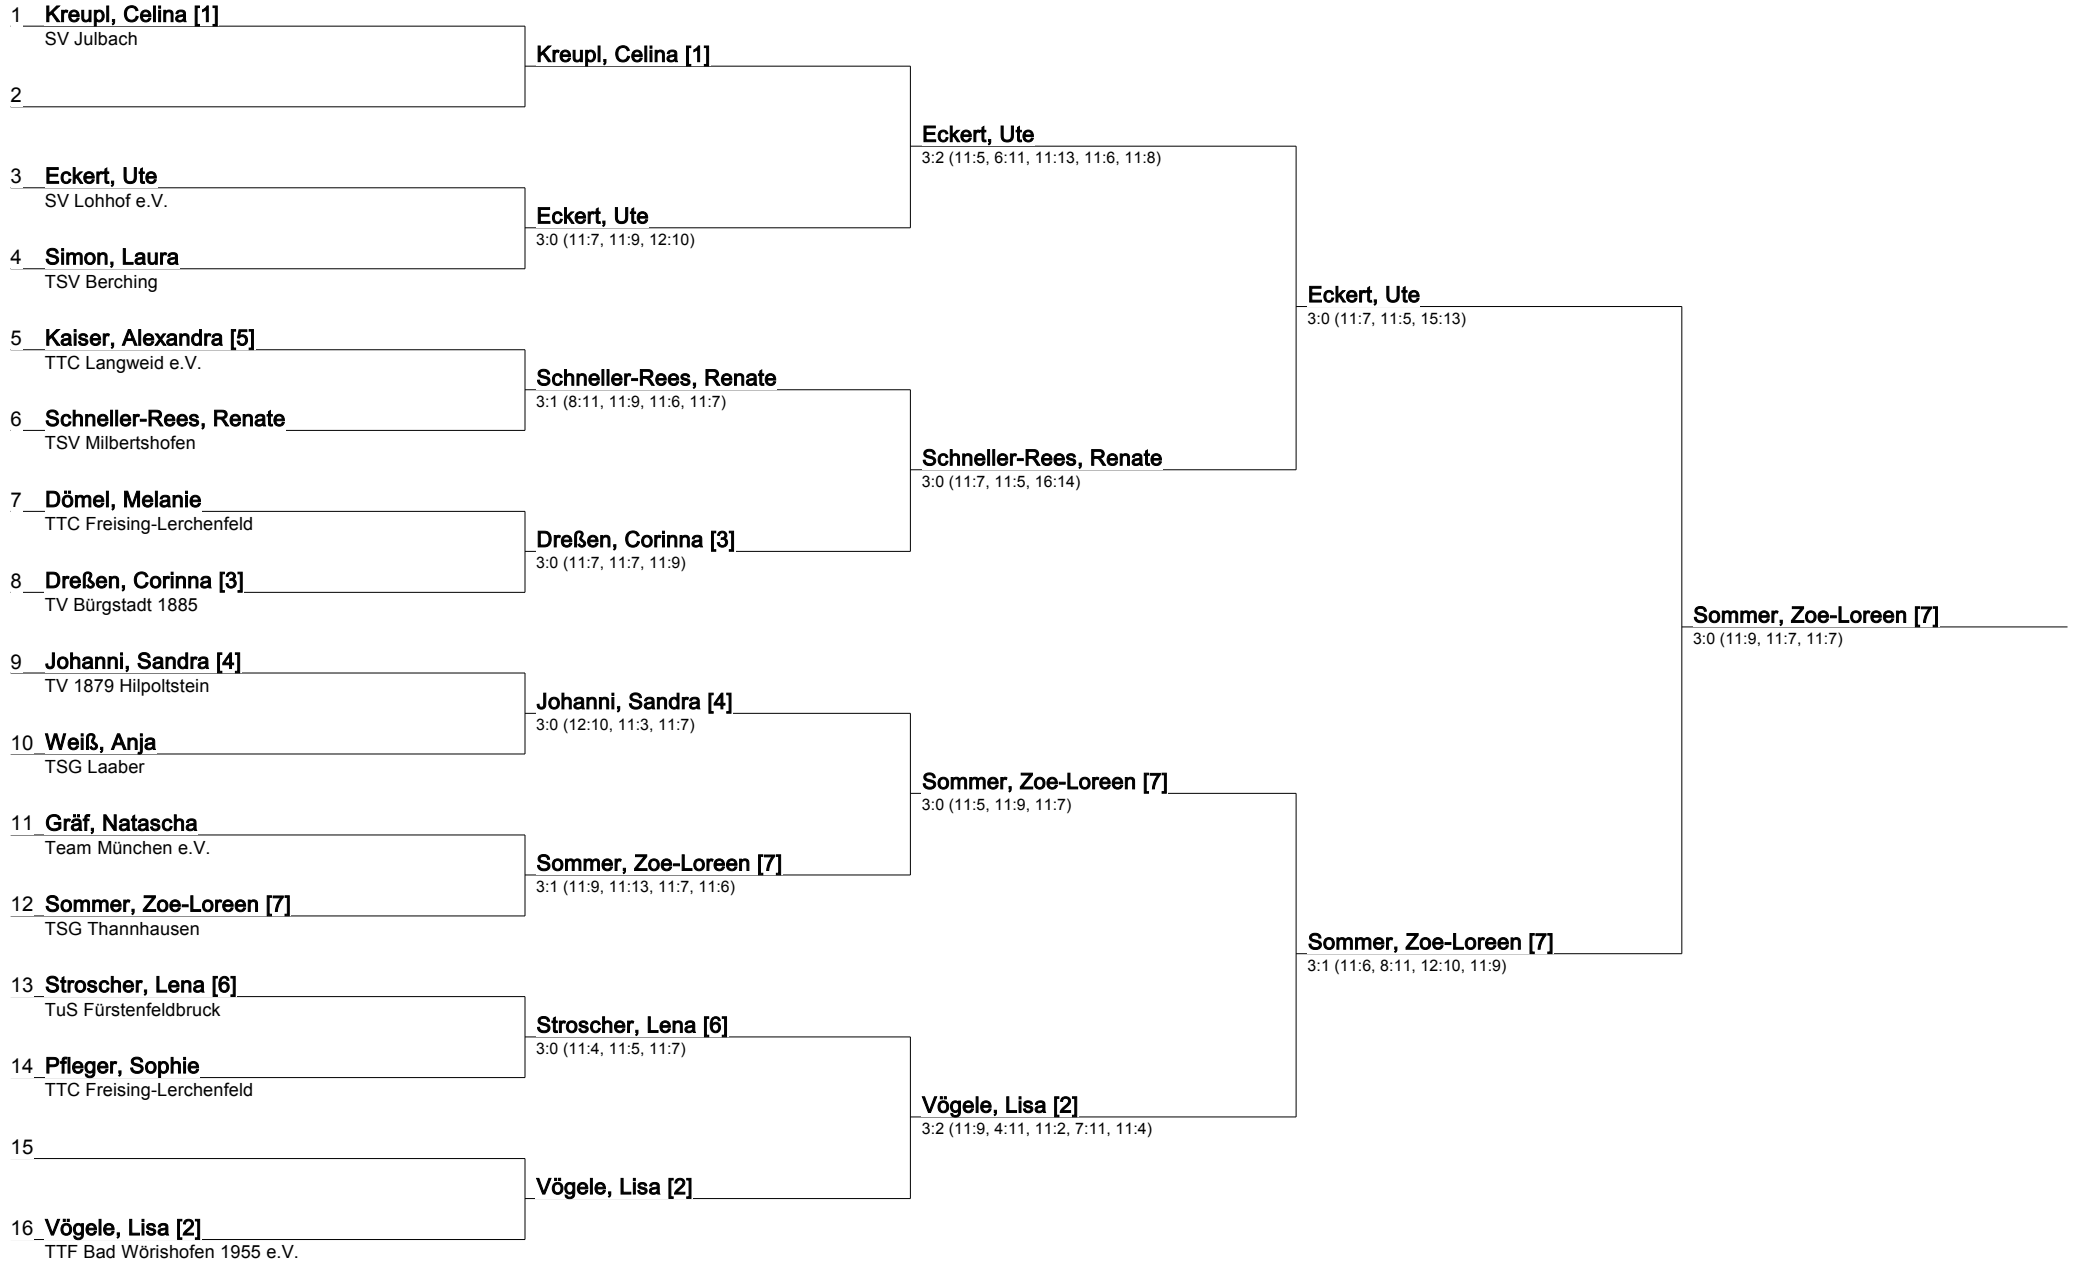 1 Kreupl, Celina [1]
SV Julbach
2
3 Eckert, Ute
SV Lohhof e.V.
4 Simon, Laura
TSV Berching
5 Kaiser, Alexandra [5]
TTC Langweid e.V.
6 Schneller-Rees, Renate
TSV Milbertshofen
7 Dömel, Melanie
TTC Freising-Lerchenfeld
8 Dreßen, Corinna [3]
TV Bürgstadt 1885
9 Johanni, Sandra [4]
TV 1879 Hilpoltstein
10 Weiß, Anja
TSG Laaber
11 Gräf, Natascha
Team München e.V.
12 Sommer, Zoe-Loreen [7]
TSG Thannhausen
13 Stroscher, Lena [6]
TuS Fürstenfeldbruck
14 Pfleger, Sophie
TTC Freising-Lerchenfeld
15
16 Vögele, Lisa [2]
TTF Bad Wörishofen 1955 e.V.
Kreupl, Celina [1]
Eckert, Ute
3:0 (11:7, 11:9, 12:10)
Schneller-Rees, Renate
3:1 (8:11, 11:9, 11:6, 11:7)
Dreßen, Corinna [3]
3:0 (11:7, 11:7, 11:9)
Johanni, Sandra [4]
3:0 (12:10, 11:3, 11:7)
Sommer, Zoe-Loreen [7]
3:1 (11:9, 11:13, 11:7, 11:6)
Stroscher, Lena [6]
3:0 (11:4, 11:5, 11:7)
Vögele, Lisa [2]
Eckert, Ute
3:2 (11:5, 6:11, 11:13, 11:6, 11:8)
Schneller-Rees, Renate
3:0 (11:7, 11:5, 16:14)
Sommer, Zoe-Loreen [7]
3:0 (11:5, 11:9, 11:7)
Vögele, Lisa [2]
3:2 (11:9, 4:11, 11:2, 7:11, 11:4)
Eckert, Ute
3:0 (11:7, 11:5, 15:13)
Sommer, Zoe-Loreen [7]
3:1 (11:6, 8:11, 12:10, 11:9)
Sommer, Zoe-Loreen [7]
3:0 (11:9, 11:7, 11:7)